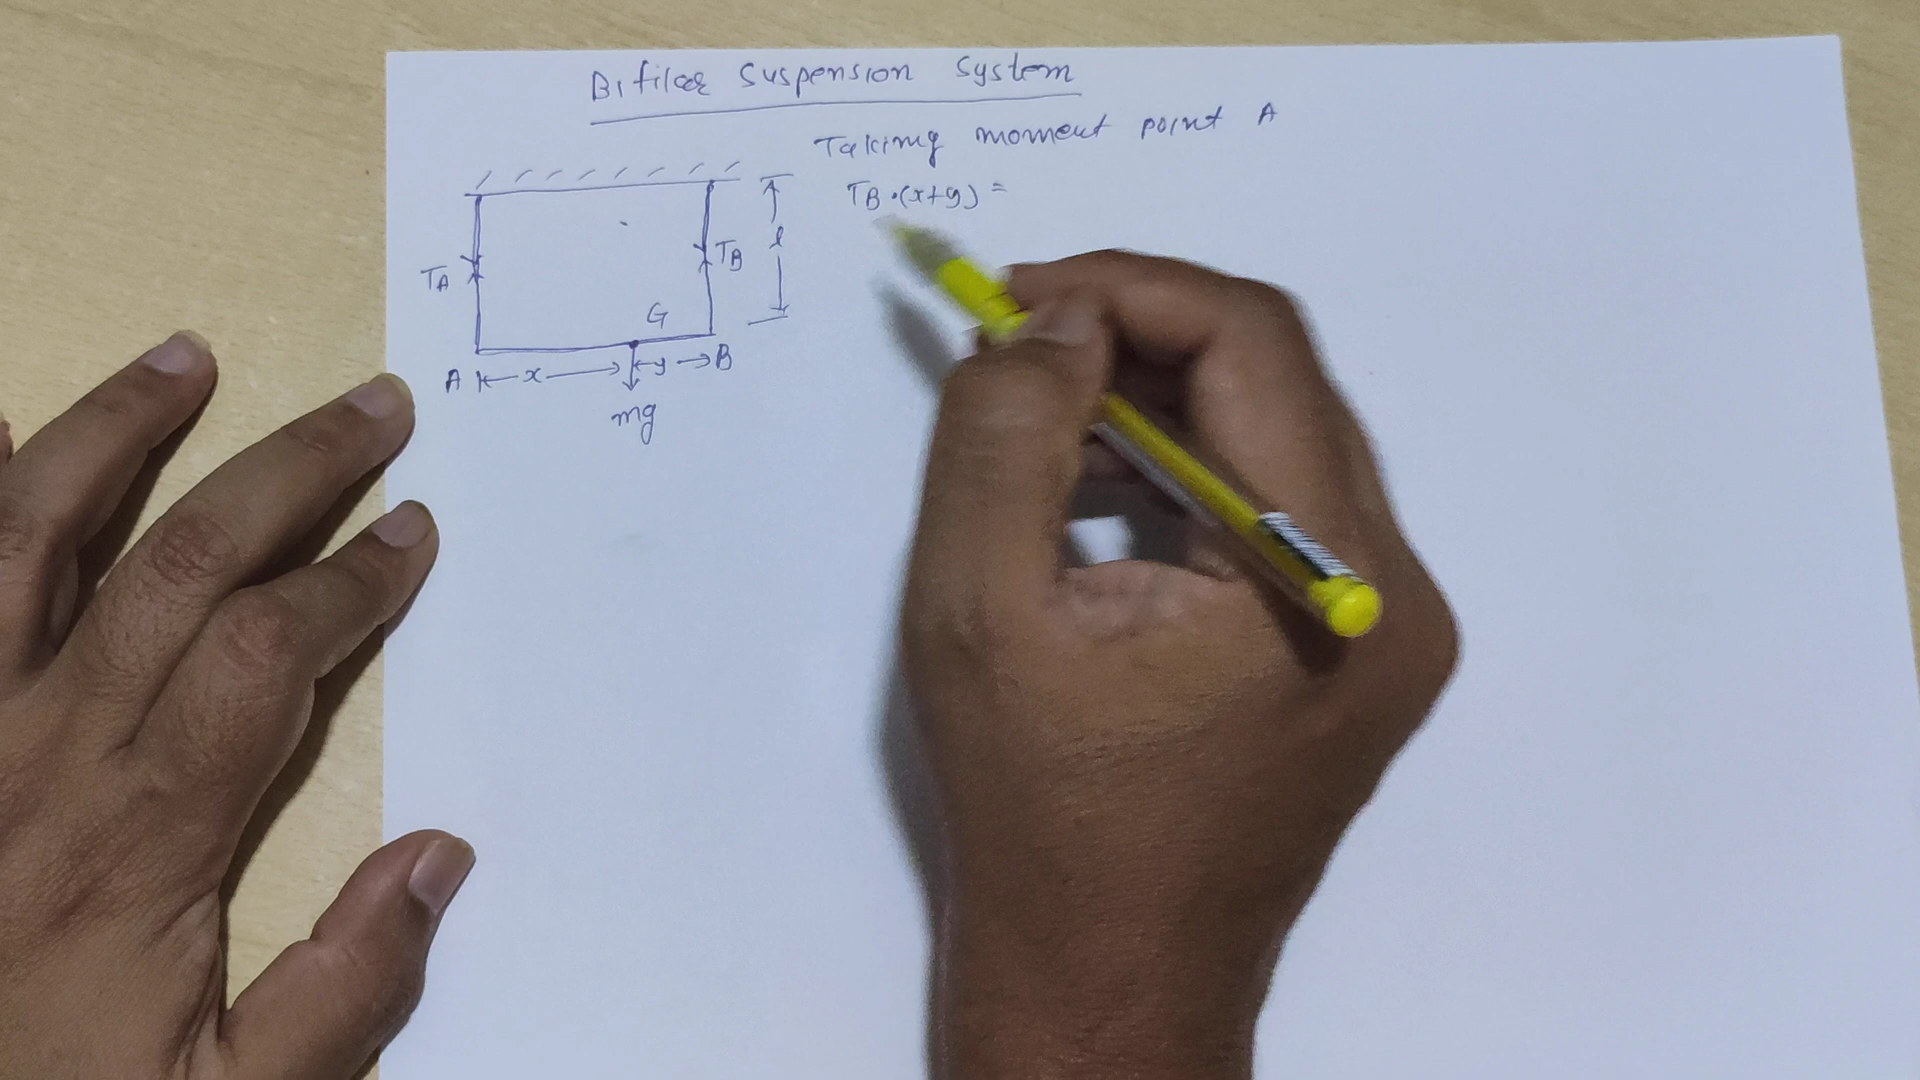 Bifilar Suspension System
Taking moment point A
TB.(x+y) =
TA
TB
l
G
A
x
y
B
mg